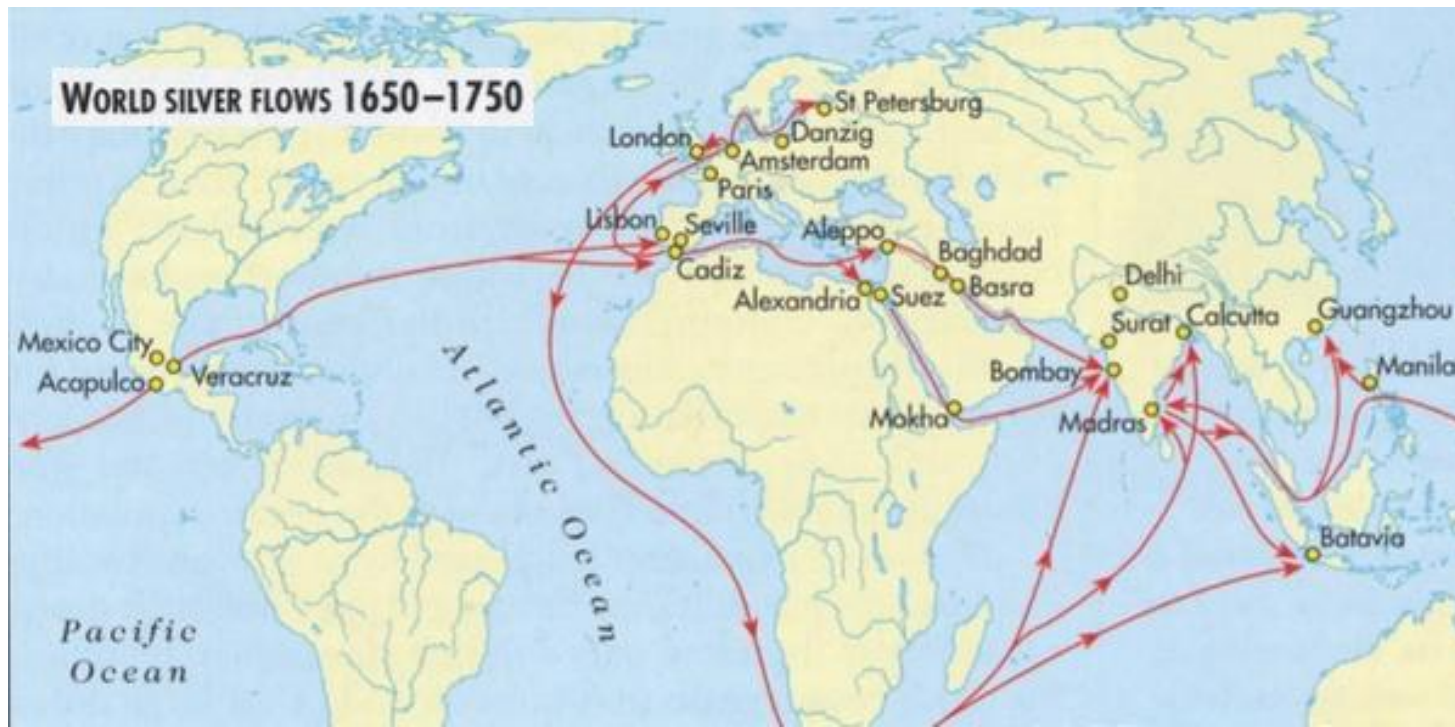 WORLD SILVER FLOWS 1650–1750
St Petersburg
London
Danzig
Amsterdam
Paris
Lisbon
Seville
Aleppo
Cadiz
Baghdad
Basra
Alexandria
Suez
Delhi
Surat
Calcutta
Guangzhou
Mexico City
Veracruz
Acapulco
Bombay
Manila
Mokha
Madras
Atlantic Ocean
Batavia
Pacific
Ocean